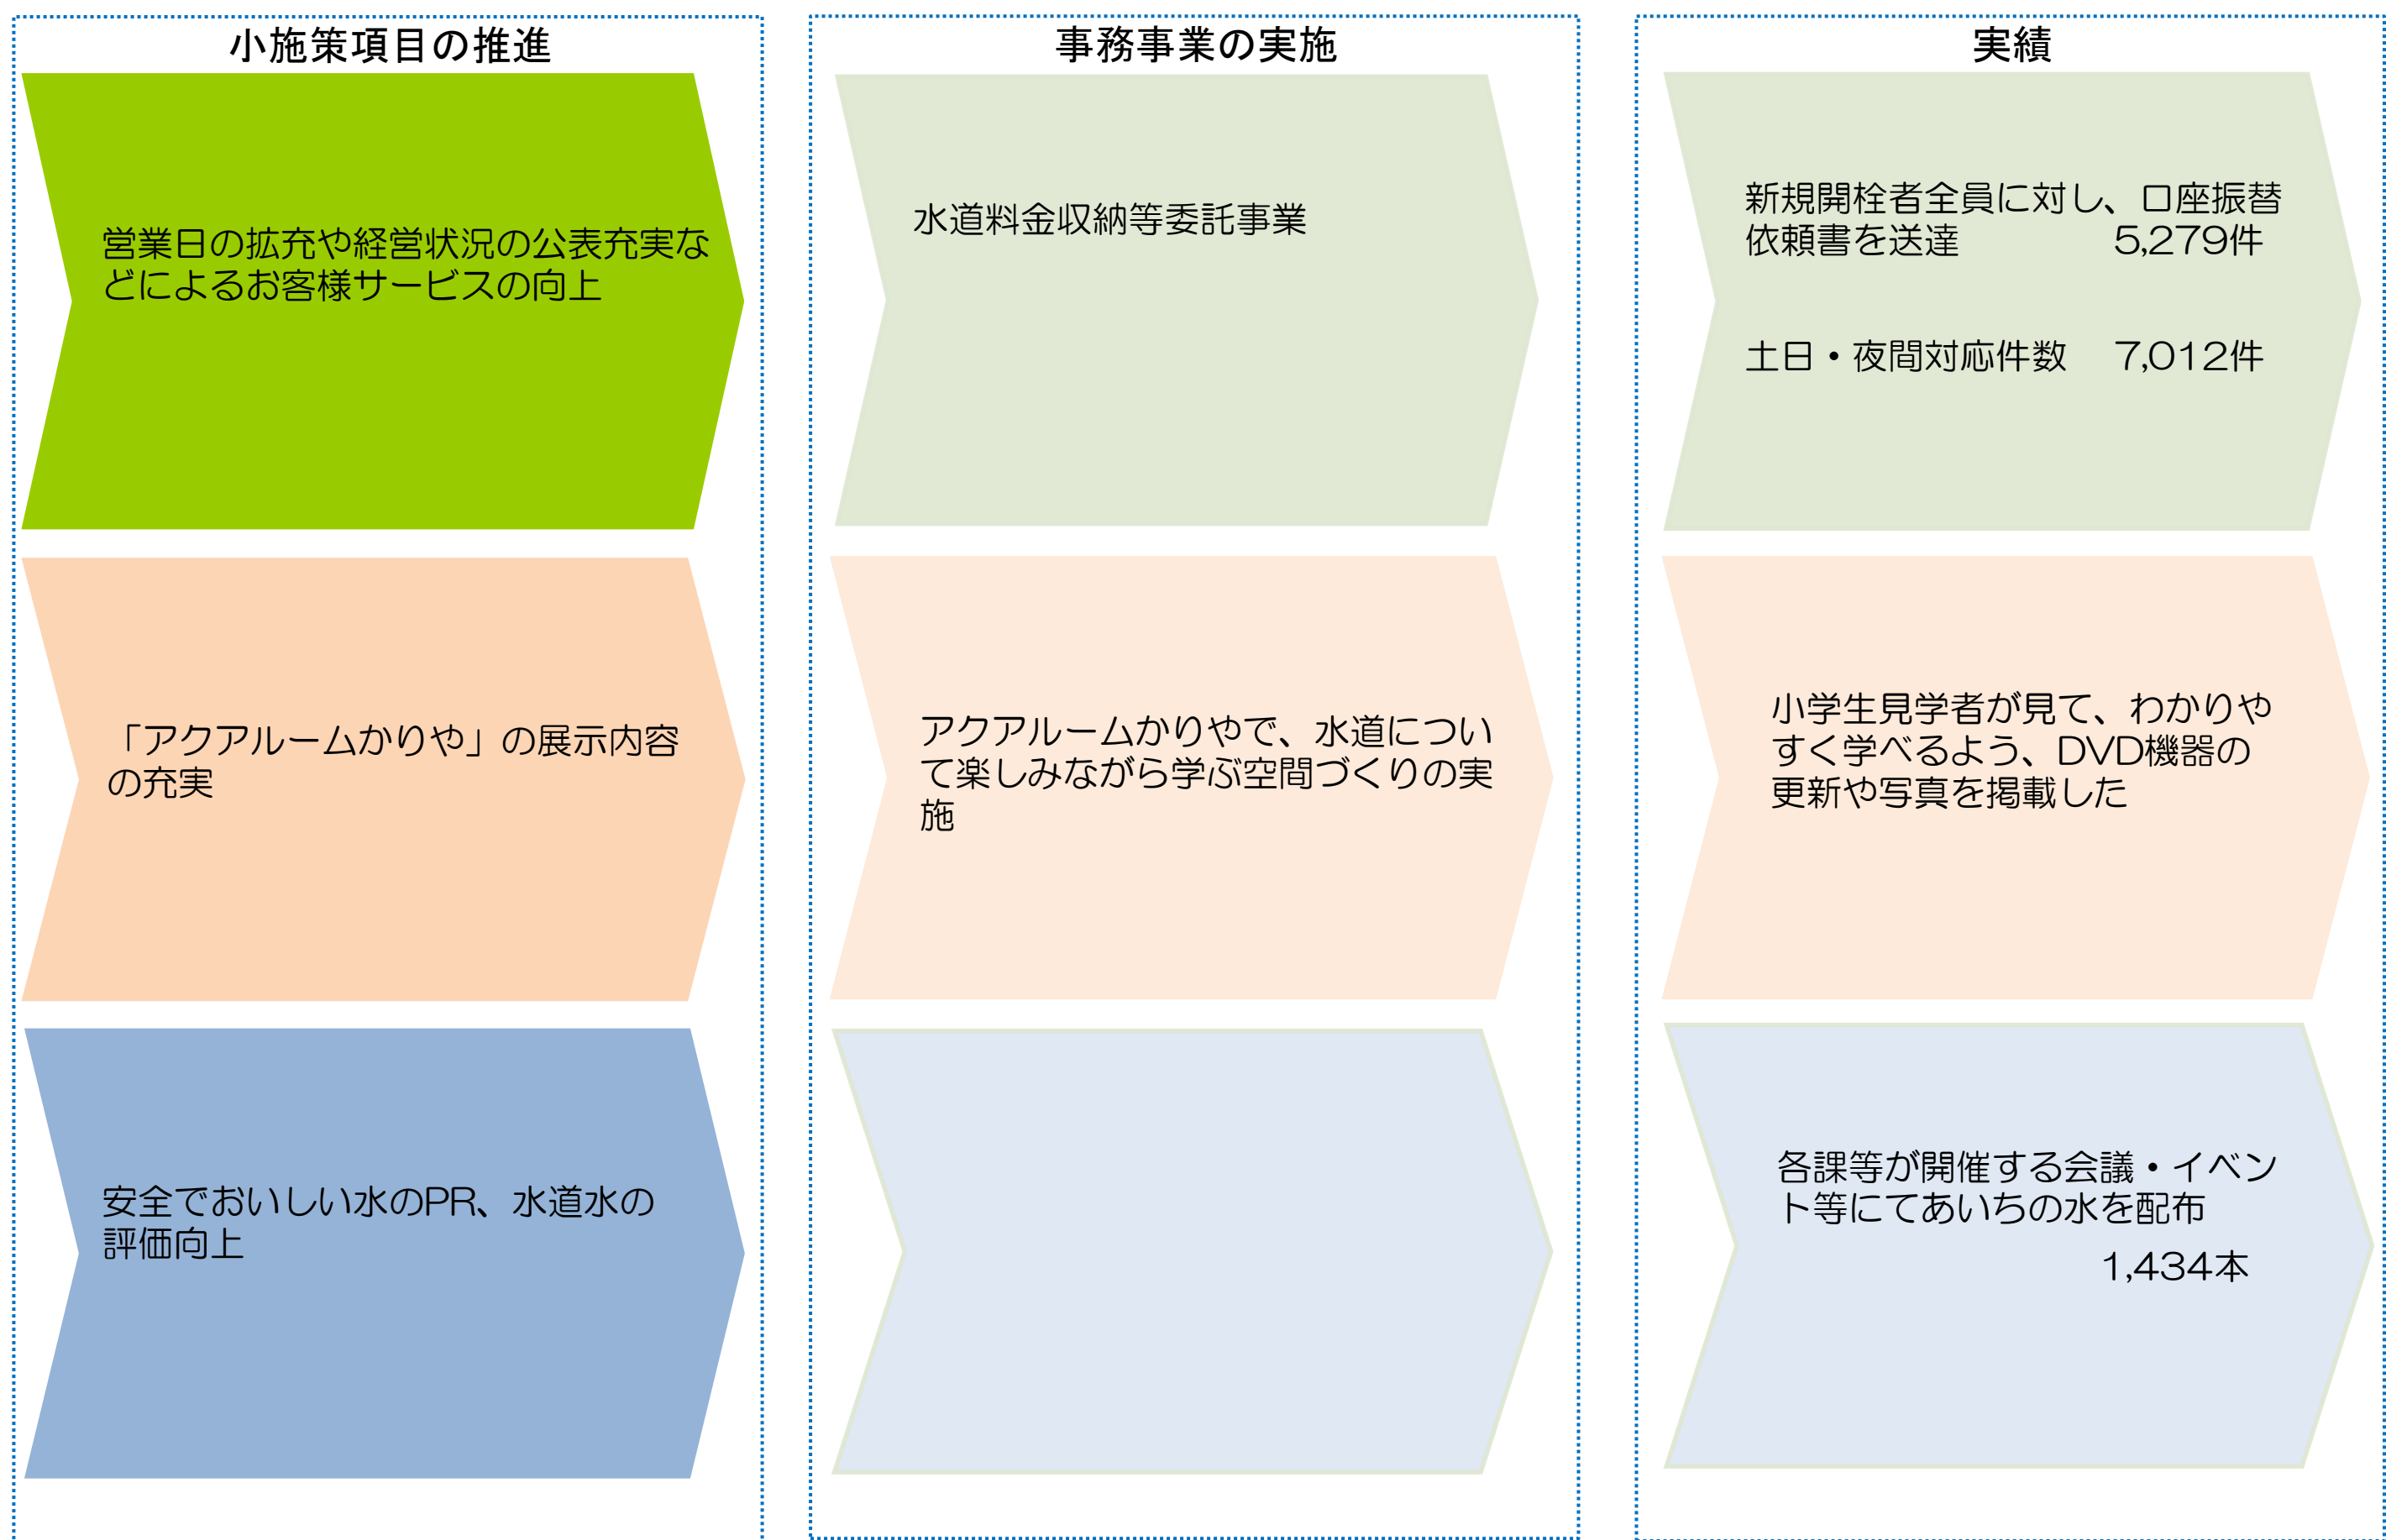 小施策項目の推進
事務事業の実施
実績
営業日の拡充や経営状況の公表充実な
どによるお客様サービスの向上
水道料金収納等委託事業
新規開栓者全員に対し、口座振替
依頼書を送達 5,279件
土日・夜間対応件数 7,012件
「アクアルームかりや」の展示内容
の充実
アクアルームかりやで、水道につい
て楽しみながら学ぶ空間づくりの実
施
小学生見学者が見て、わかりや
すく学べるよう、DVD機器の
更新や写真を掲載した
安全でおいしい水のPR、水道水の
評価向上
各課等が開催する会議・イベン
ト等にてあいちの水を配布
1,434本